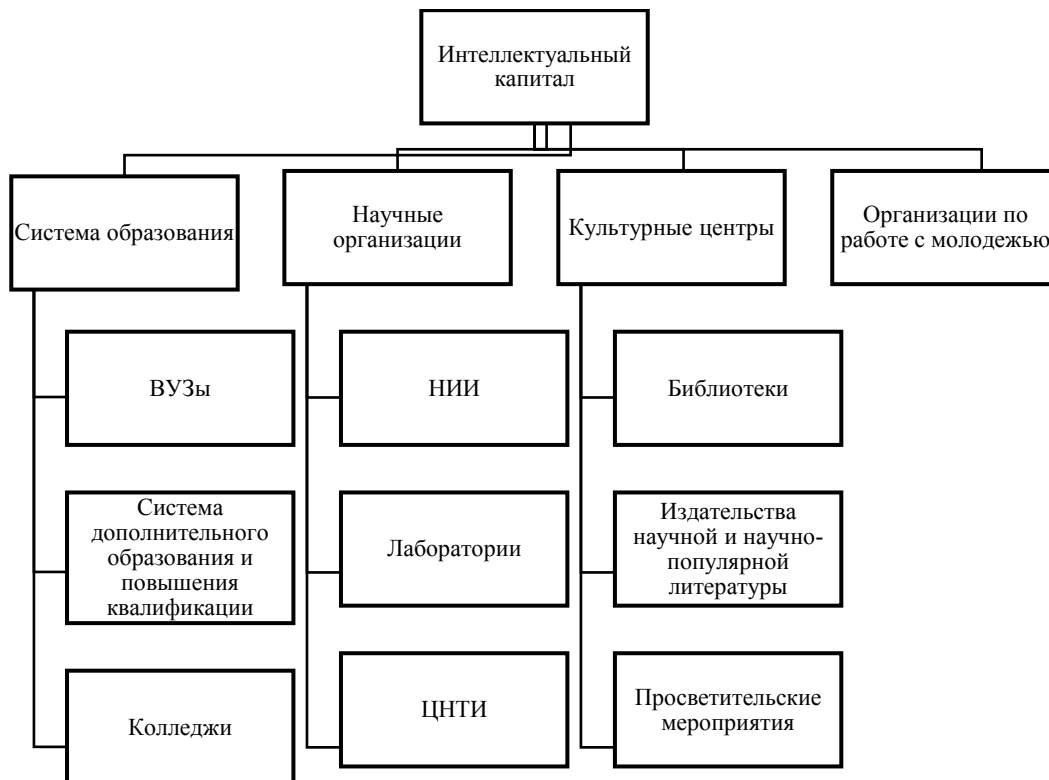 Интеллектуальный
капитал
Система образования
Научные
организации
Культурные центры
Организации по
работе с молодежью
ВУЗы
НИИ
Библиотеки
Система
дополнительного
образования и
повышения
квалификации
Лаборатории
Издательства
научной и научно-
популярной
литературы
Колледжи
ЦНТИ
Просветительские
мероприятия